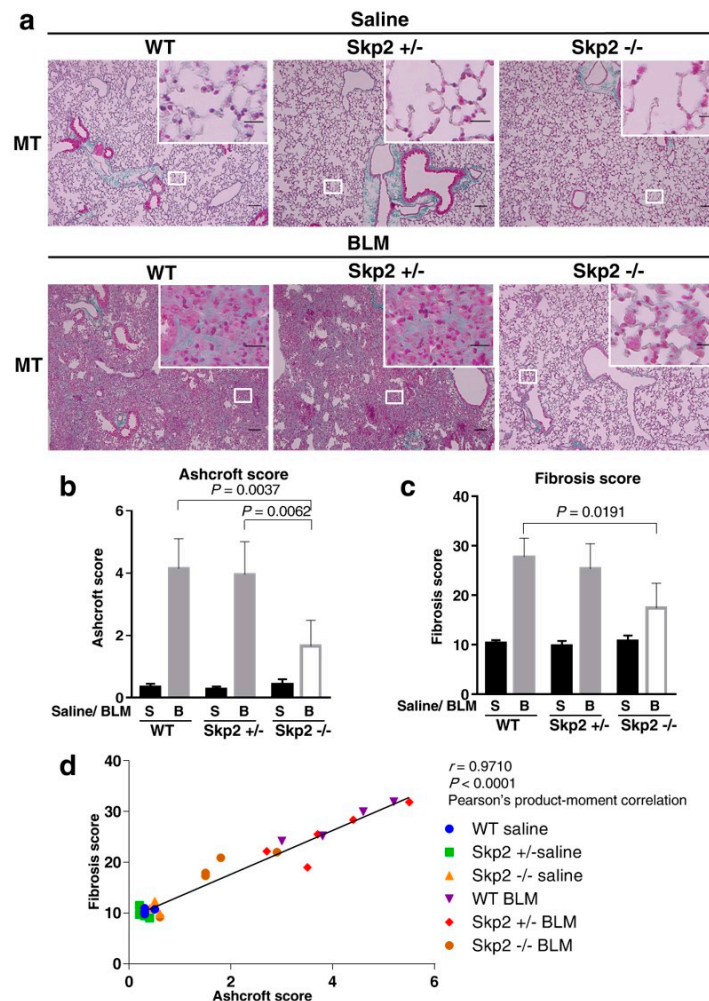 a
Saline
WT Skp2 +/- Skp2 -/-
MT
BLM
WT Skp2 +/- Skp2 -/-
MT
b
Ashcroft score
P = 0.0037
P = 0.0062
Ashcroft score
6
4
2
0
Saline/ BLM S B S B S B
WT Skp2 +/- Skp2 -/-
c
Fibrosis score
P = 0.0191
Fibrosis score
40
30
20
10
0
Saline/ BLM S B S B S B
WT Skp2 +/- Skp2 -/-
d
Fibrosis score
40
30
20
10
0
0 2 4 6
Ashcroft score
r = 0.9710
P < 0.0001
Pearson's product-moment correlation
WT saline
Skp2 +/-saline
Skp2 -/- saline
WT BLM
Skp2 +/- BLM
Skp2 -/- BLM